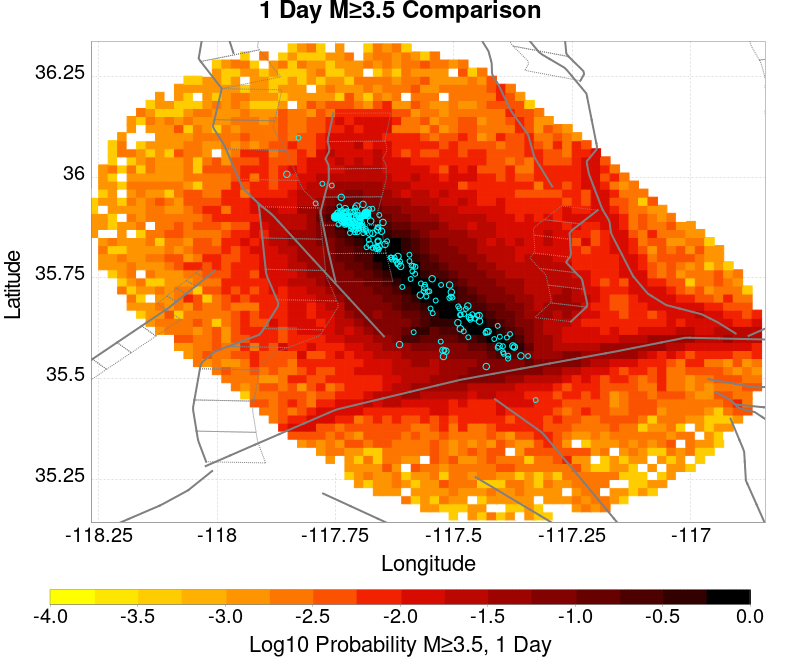 1 Day M≥3.5 Comparison
36.25
36
35.75
35.5
35.25
Latitude
-118.25 -118 -117.75 -117.5 -117.25 -117
Longitude
-4.0 -3.5 -3.0 -2.5 -2.0 -1.5 -1.0 -0.5 0.0
Log10 Probability M≥3.5, 1 Day